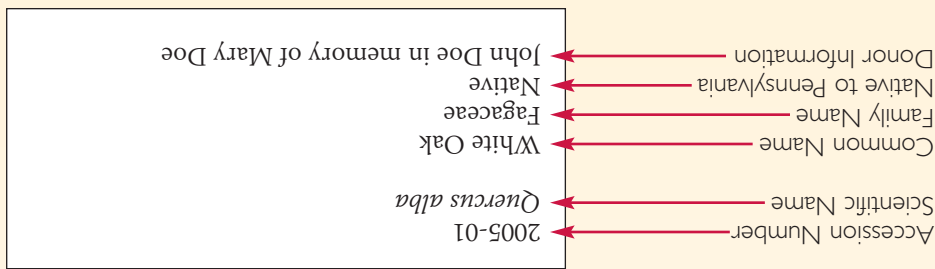 Accession Number 2005-01
Scientific Name Quercus alba
Common Name White Oak
Family Name Fagaceae
Native to Pennsylvania Native
Donor Information John Doe in memory of Mary Doe